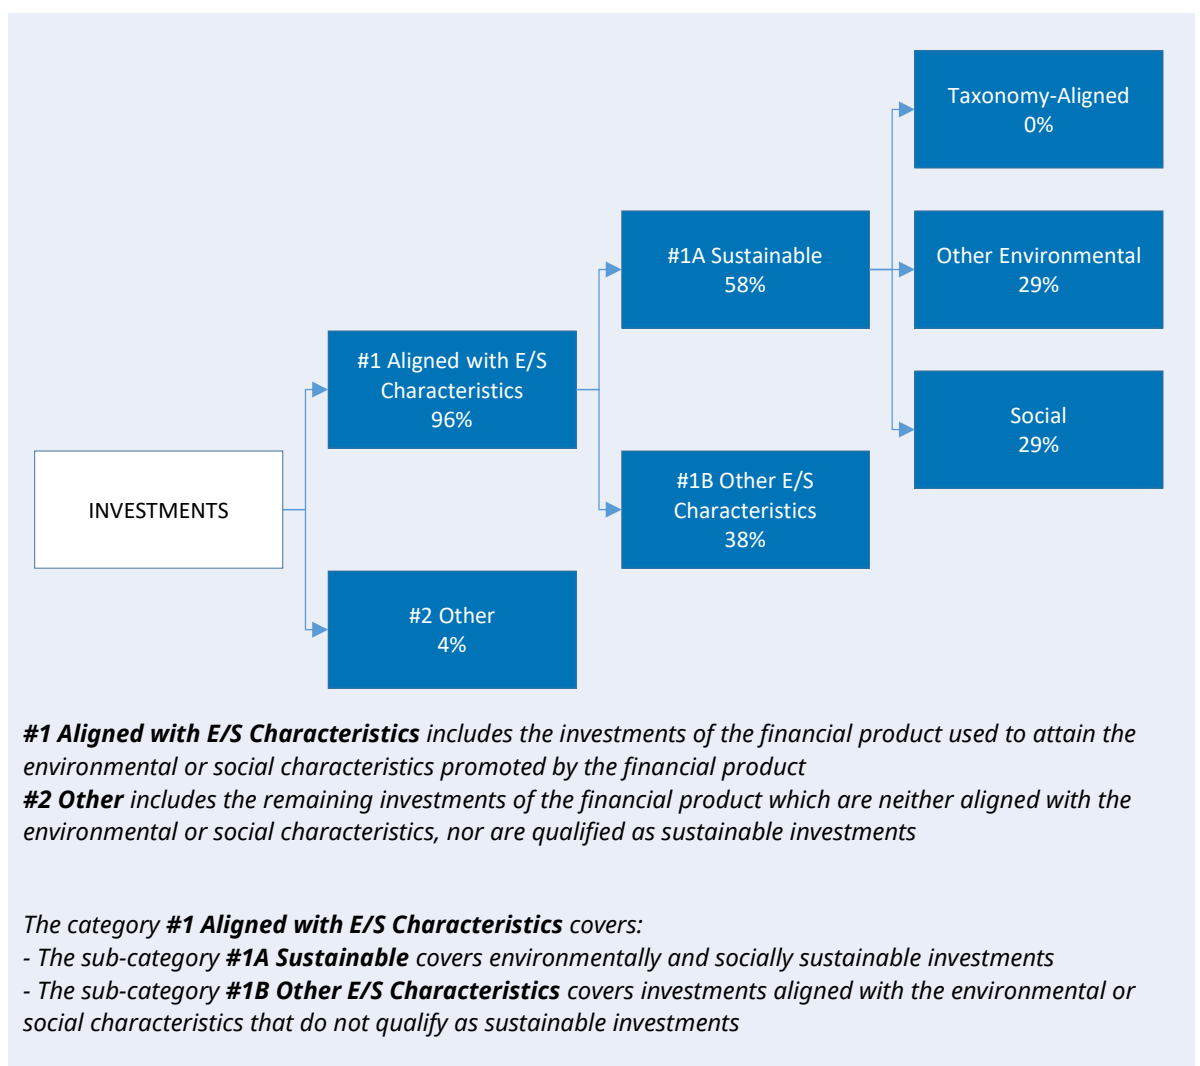 Taxonomy-Aligned
0%
#1A Sustainable
58%
Other Environmental
29%
#1 Aligned with E/S
Characteristics
96%
Social
29%
INVESTMENTS
#1B Other E/S
Characteristics
38%
#2 Other
4%
#1 Aligned with E/S Characteristics includes the investments of the financial product used to attain the
environmental or social characteristics promoted by the financial product
#2 Other includes the remaining investments of the financial product which are neither aligned with the
environmental or social characteristics, nor are qualified as sustainable investments
The category #1 Aligned with E/S Characteristics covers:
- The sub-category #1A Sustainable covers environmentally and socially sustainable investments
- The sub-category #1B Other E/S Characteristics covers investments aligned with the environmental or
social characteristics that do not qualify as sustainable investments